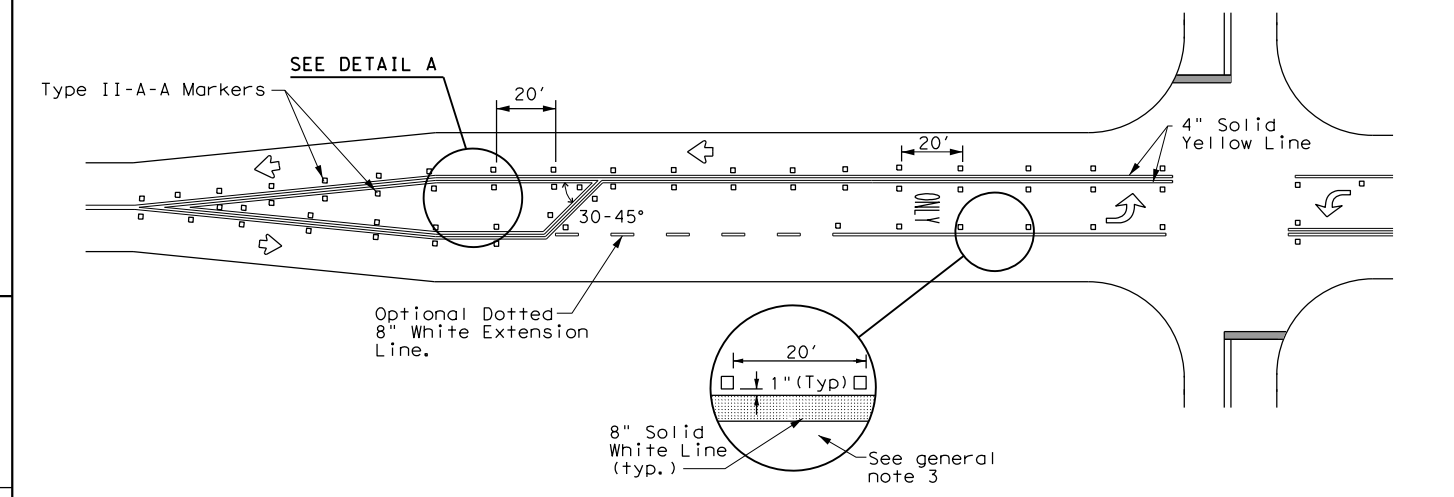 SEE DETAIL A
Type II-A-A Markers
20'
20'
4" Solid
Yellow Line
ONLY
30-45°
Optional Dotted
8" White Extension
Line.
20'
1"(Typ)
8" Solid
White Line
(typ.)
See general
note 3